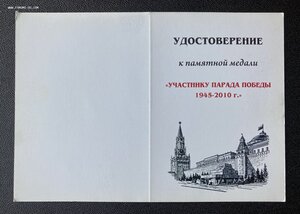 УДОСТОВЕРЕНИЕ
к памятной медали
«УЧАСТНИКУ ПАРАДА ПОБЕДЫ
1945-2010 г.»